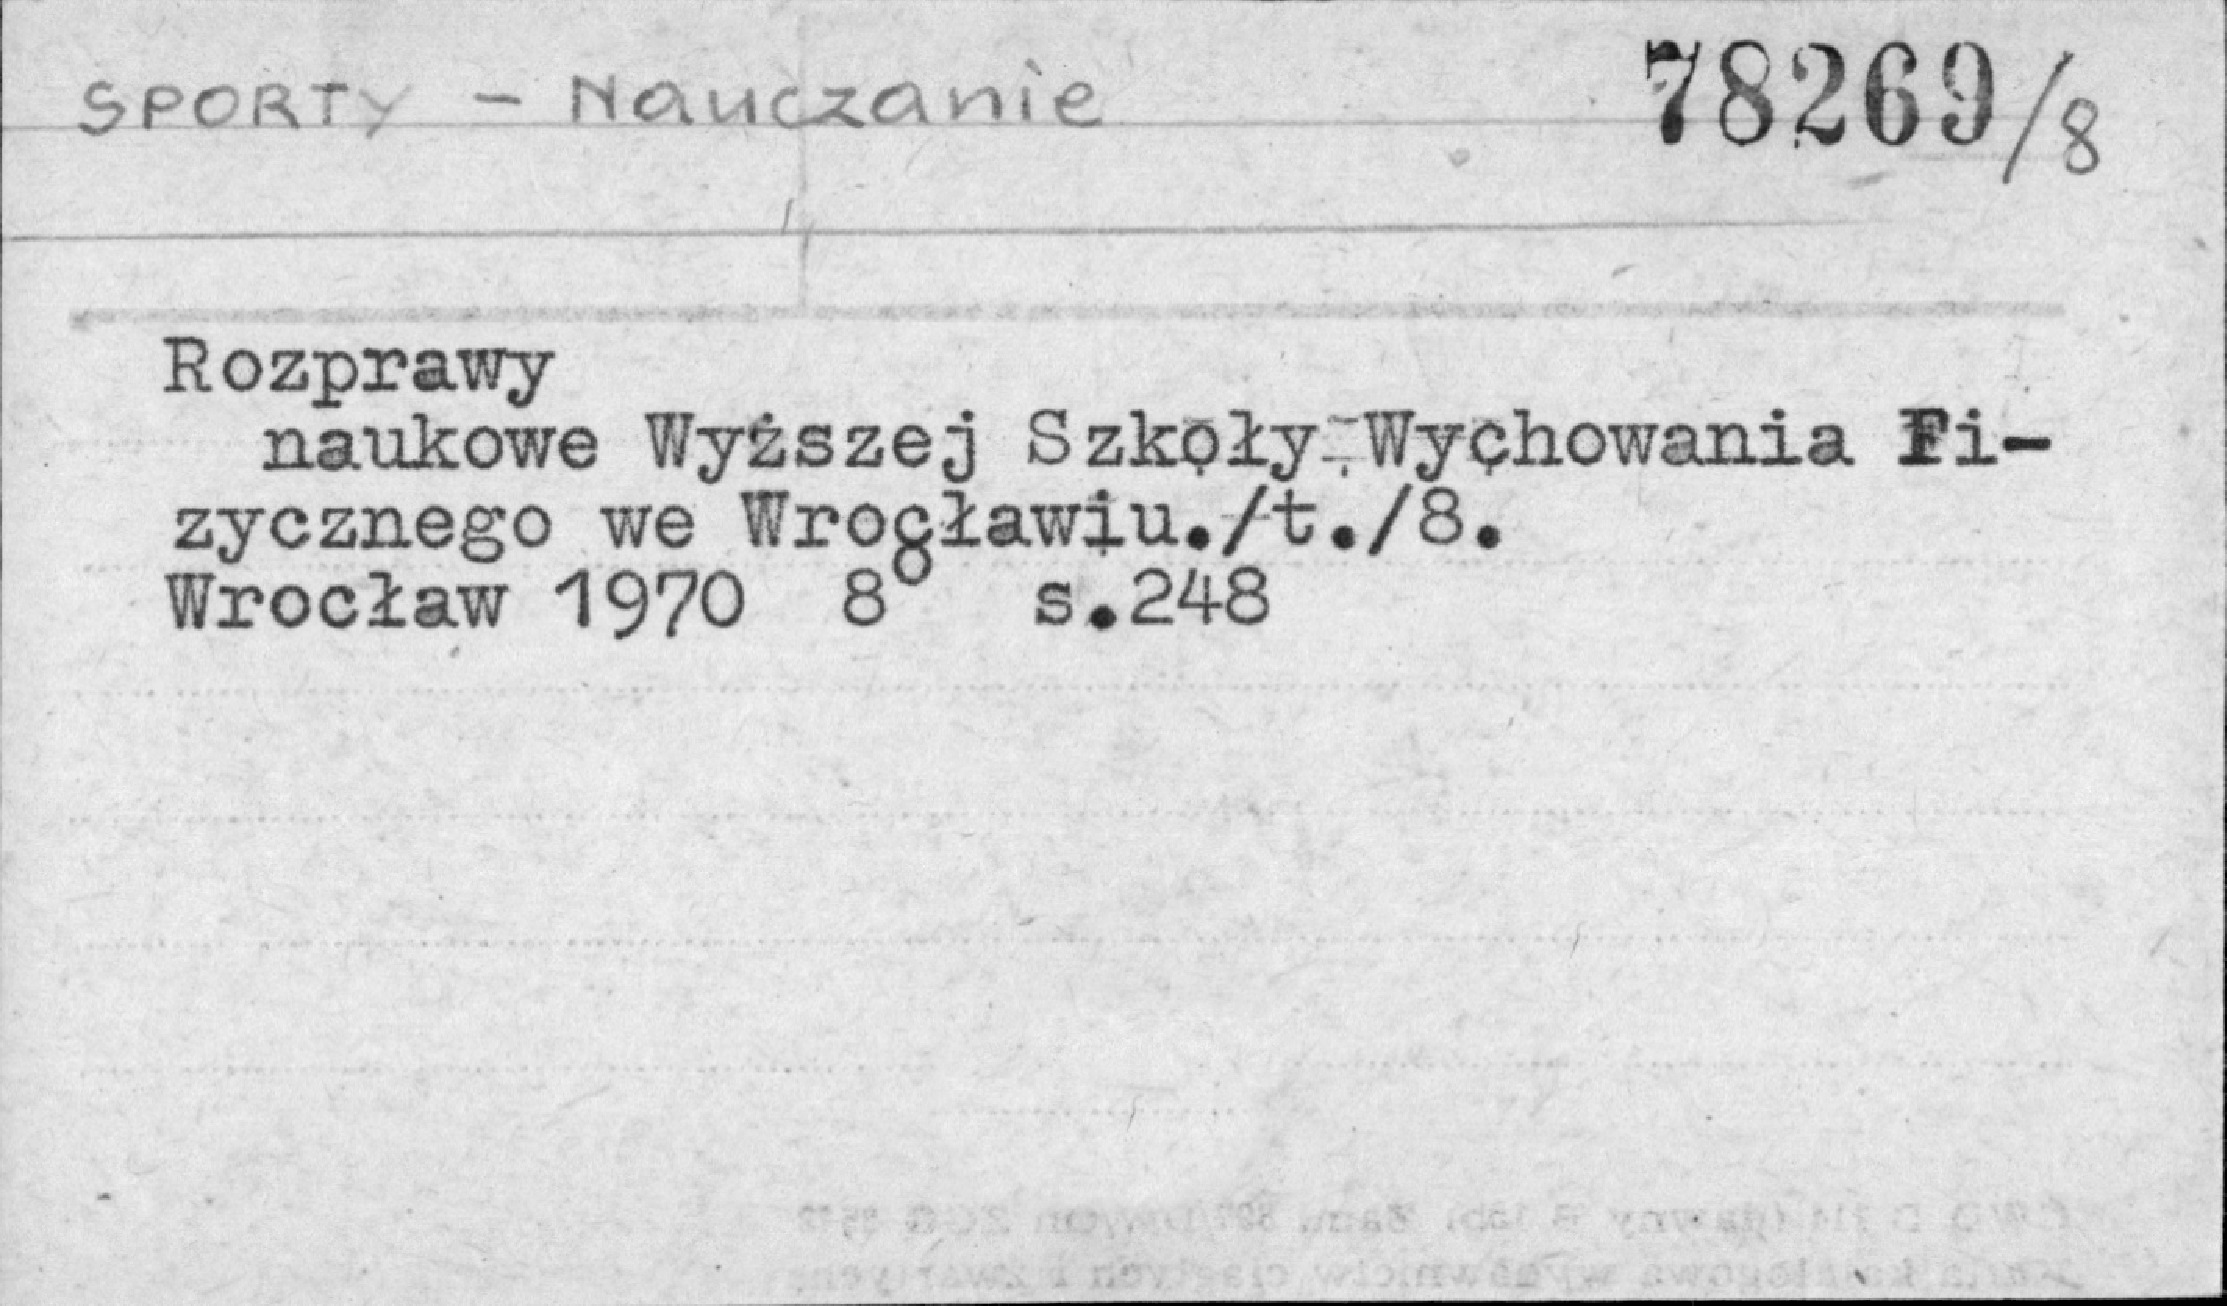 SPORTY - Nauczanie
78269/8
Rozprawy
naukowe Wyższej Szkoły Wychowania Fi-
zycznego we Wrocławiu./t./8.
Wrocław 1970 8° s.248